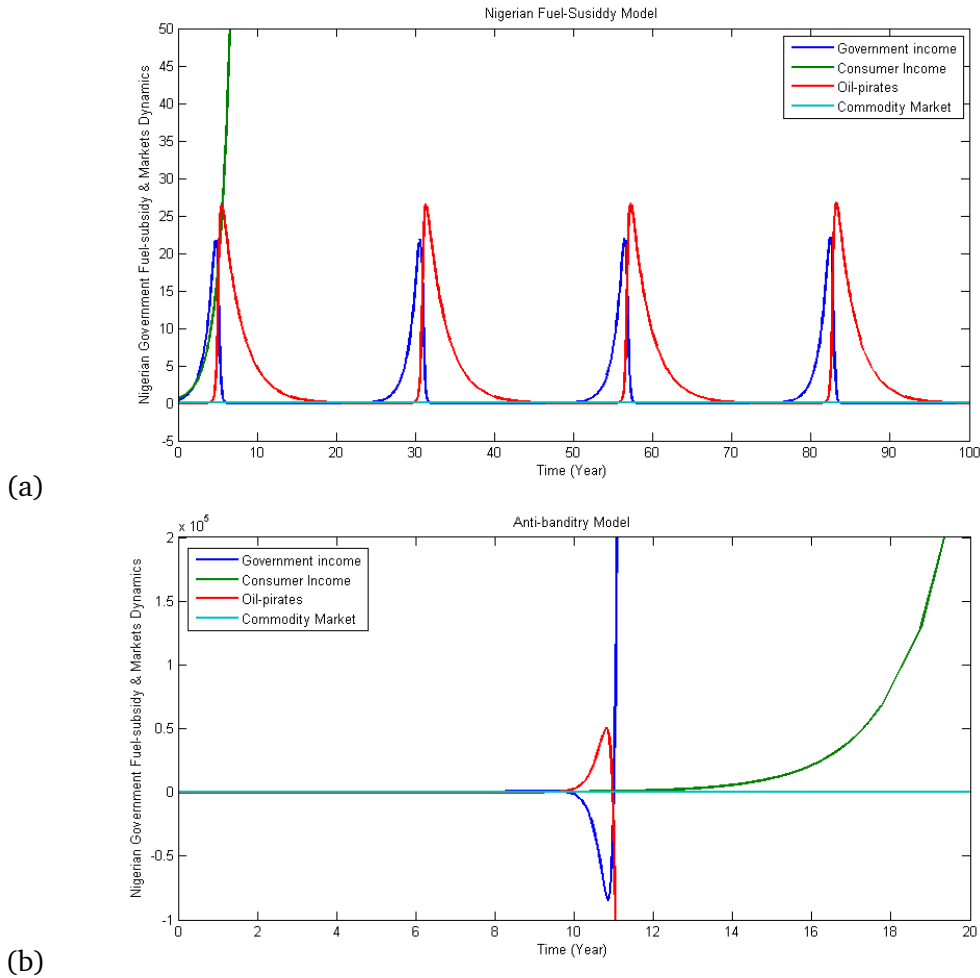 Nigerian Fuel-Susiddy Model
Nigerian Government Fuel-subsidy & Markets Dynamics
50
45
40
35
30
25
20
15
10
5
0
-5
Government income
Consumer Income
Oil-pirates
Commodity Market
0 10 20 30 40 50 60 70 80 90 100
Time (Year)
(a)
Anti-banditry Model
x 10^5
Nigerian Government Fuel-subsidy & Markets Dynamics
2
1.5
1
0.5
0
-0.5
-1
Government income
Consumer Income
Oil-pirates
Commodity Market
0 2 4 6 8 10 12 14 16 18 20
Time (Year)
(b)